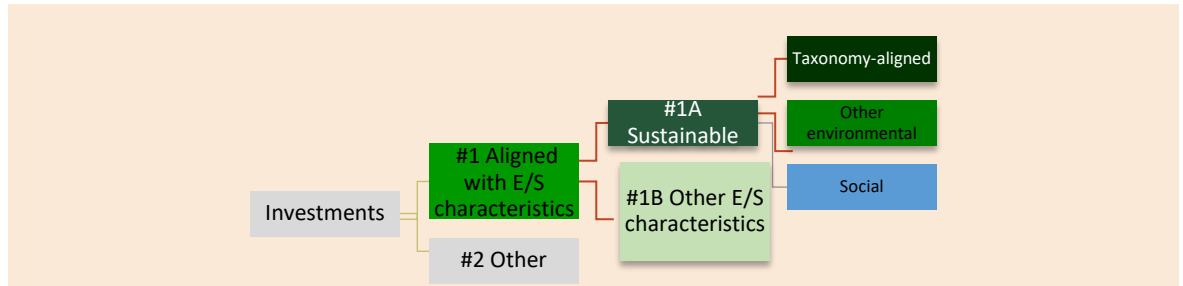 Investments
#1 Aligned
with E/S
characteristics
#2 Other
#1A
Sustainable
#1B Other E/S
characteristics
Taxonomy-aligned
Other
environmental
Social